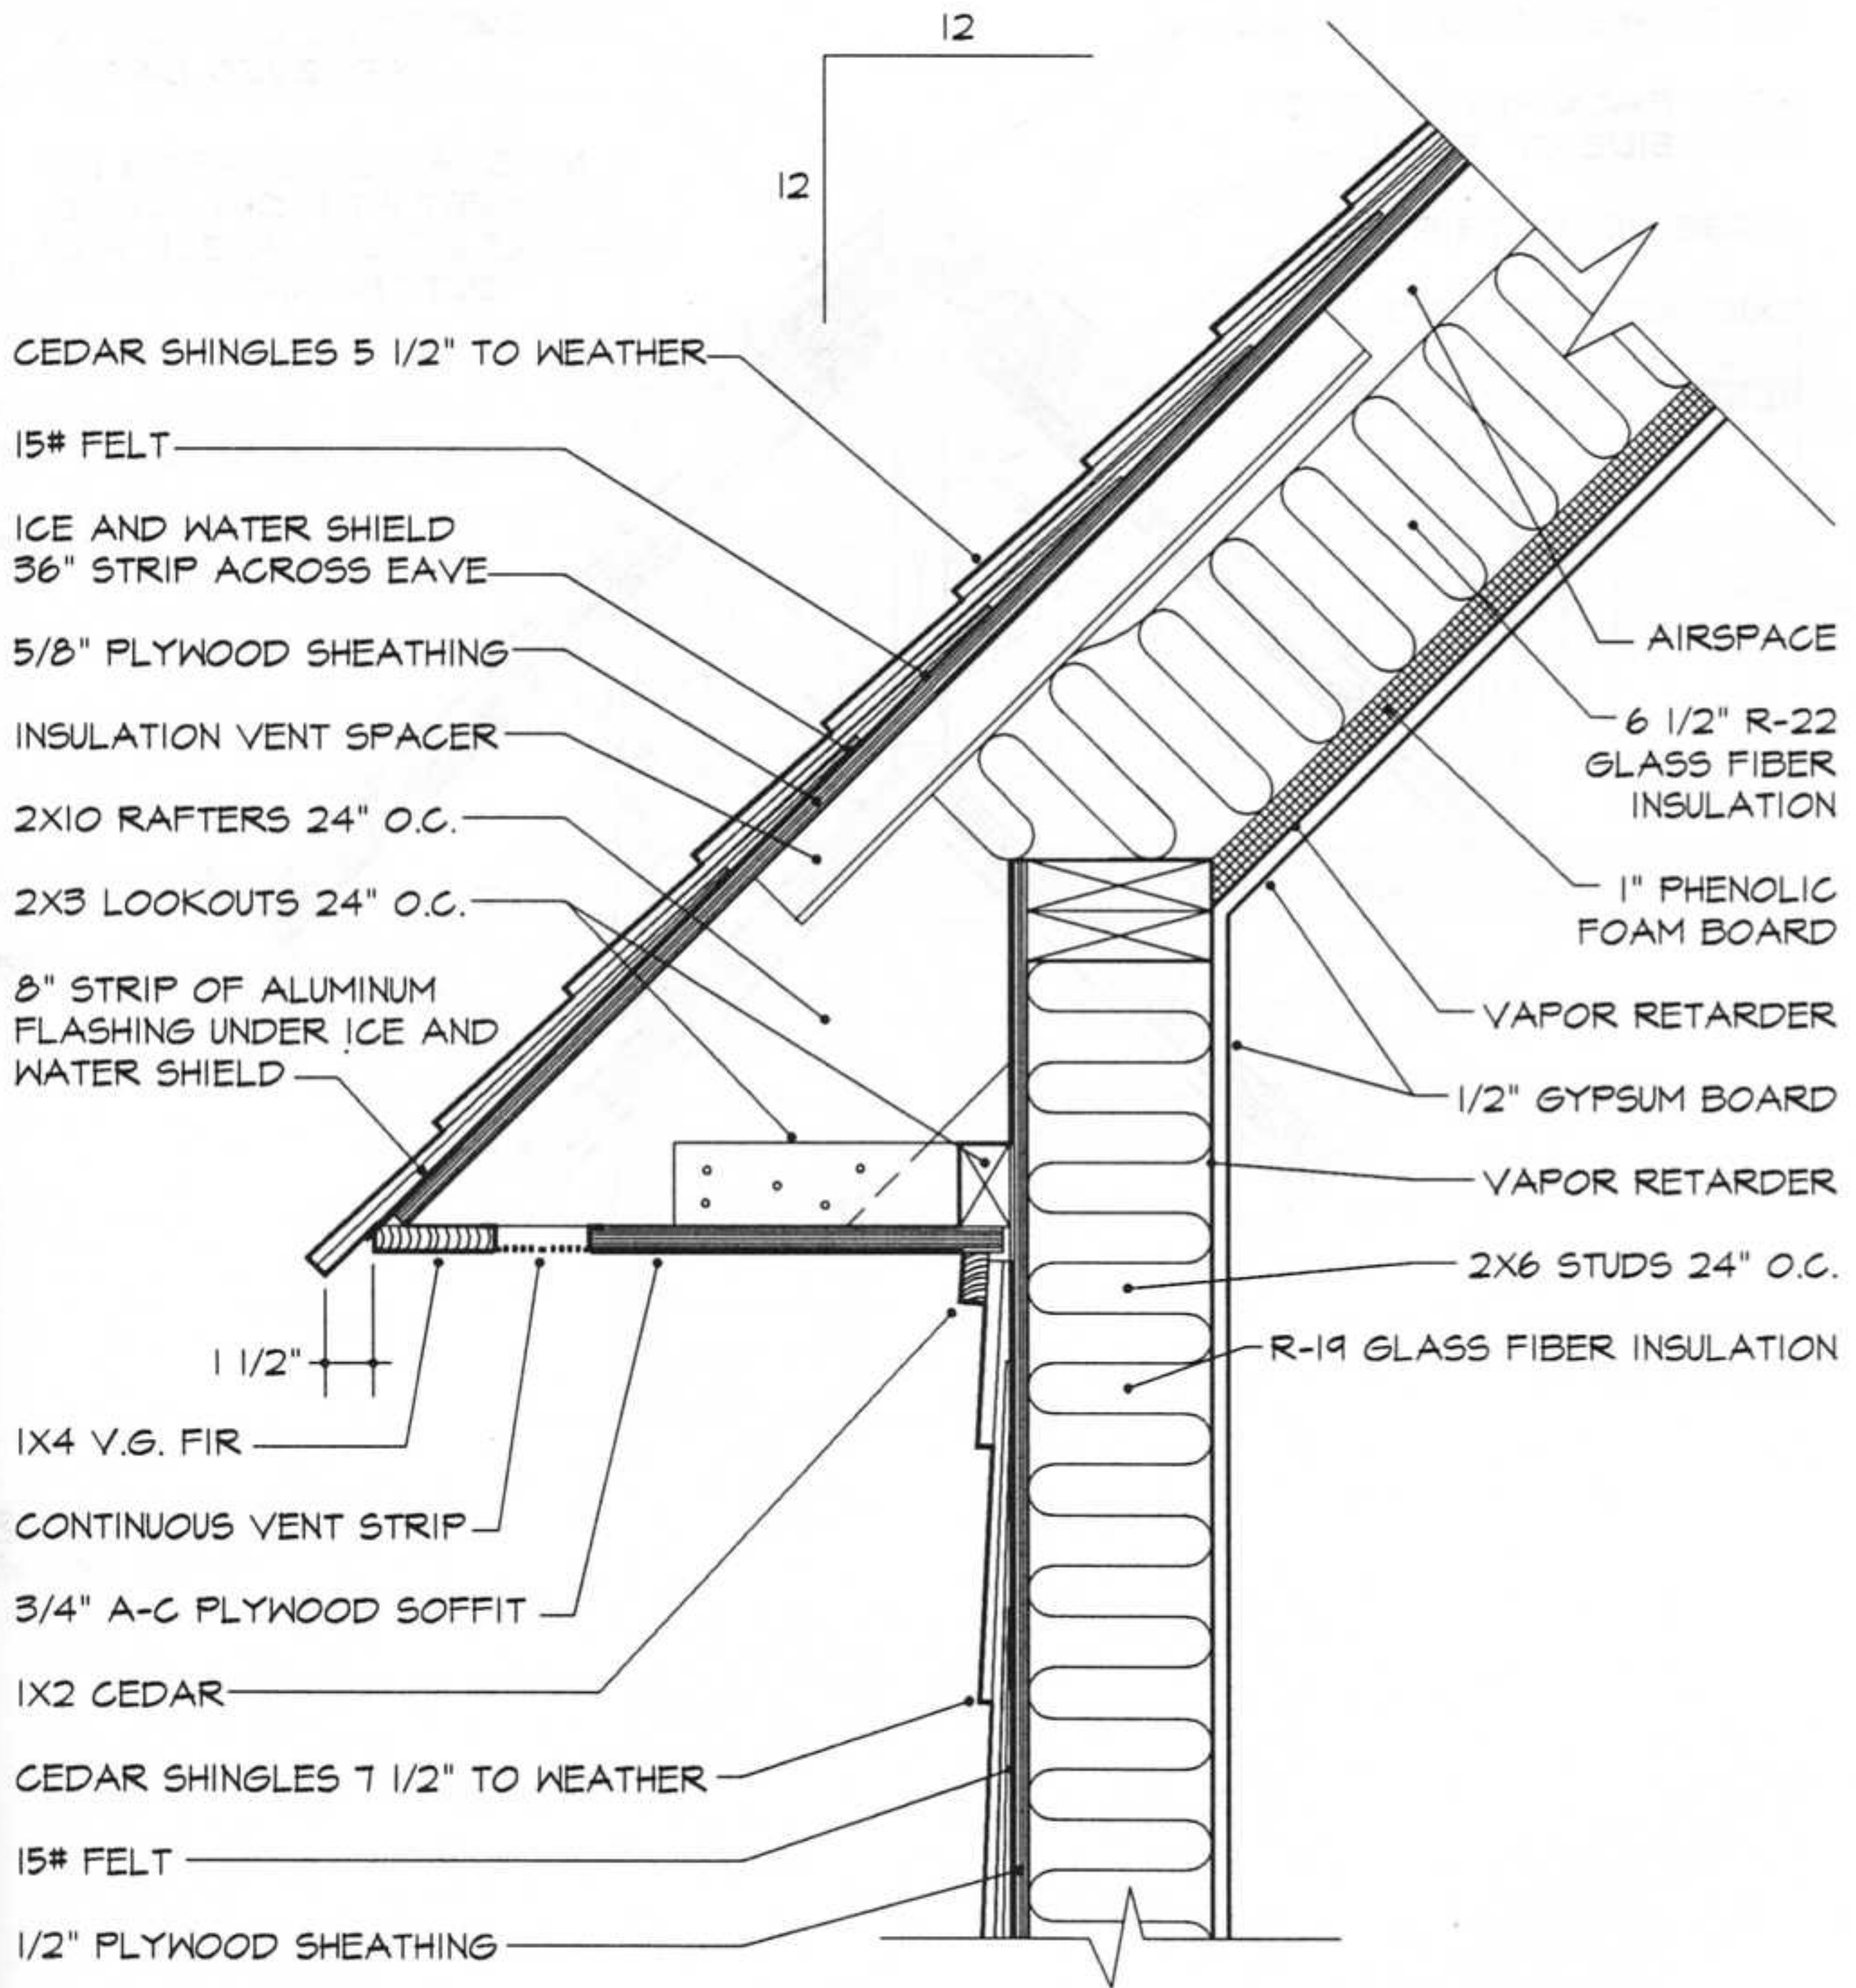 12
12
CEDAR SHINGLES 5 1/2" TO WEATHER
15# FELT
ICE AND WATER SHIELD
36" STRIP ACROSS EAVE
5/8" PLYWOOD SHEATHING
INSULATION VENT SPACER
2X10 RAFTERS 24" O.C.
2X3 LOOKOUTS 24" O.C.
8" STRIP OF ALUMINUM
FLASHING UNDER ICE AND
WATER SHIELD
1 1/2"
1X4 V.G. FIR
CONTINUOUS VENT STRIP
3/4" A-C PLYWOOD SOFFIT
1X2 CEDAR
CEDAR SHINGLES 7 1/2" TO WEATHER
15# FELT
1/2" PLYWOOD SHEATHING
AIRSPACE
6 1/2" R-22
GLASS FIBER
INSULATION
1" PHENOLIC
FOAM BOARD
VAPOR RETARDER
1/2" GYPSUM BOARD
VAPOR RETARDER
2X6 STUDS 24" O.C.
R-19 GLASS FIBER INSULATION